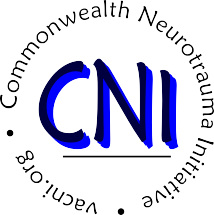 Commonwealth Neurotrauma Initiative
CNI
• vacni.org •